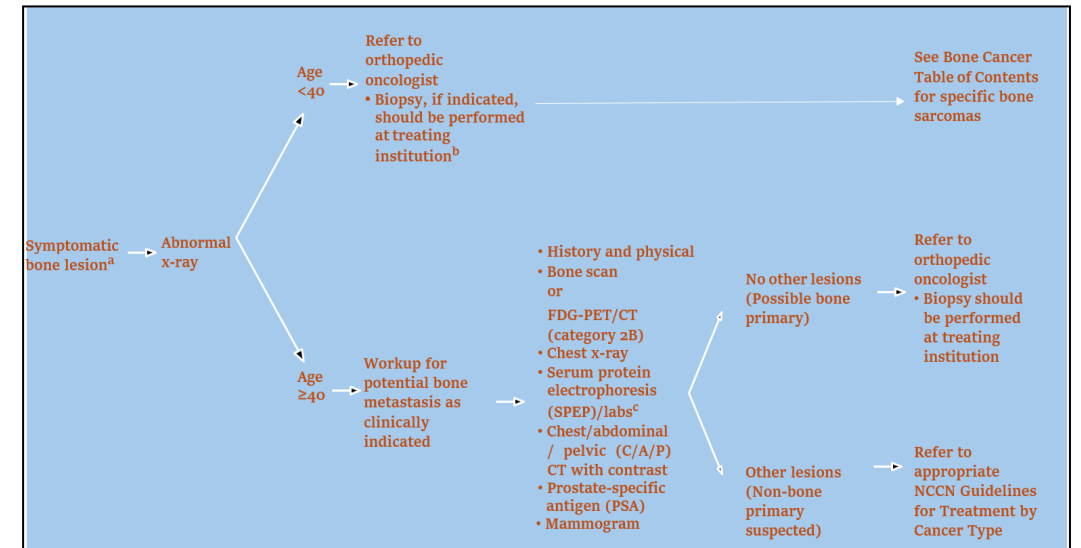 Symptomatic
bone lesionᵃ
Abnormal
x-ray
Age
<40
Refer to
orthopedic
oncologist
• Biopsy, if indicated,
should be performed
at treating
institutionᵇ
See Bone Cancer
Table of Contents
for specific bone
sarcomas
Age
≥40
Workup for
potential bone
metastasis as
clinically
indicated
• History and physical
• Bone scan
or
FDG-PET/CT
(category 2B)
• Chest x-ray
• Serum protein
electrophoresis
(SPEP)/labsᶜ
• Chest/abdominal
/ pelvic (C/A/P)
CT with contrast
• Prostate-specific
antigen (PSA)
• Mammogram
No other lesions
(Possible bone
primary)
Refer to
orthopedic
oncologist
• Biopsy should
be performed
at treating
institution
Other lesions
(Non-bone
primary
suspected)
Refer to
appropriate
NCCN Guidelines
for Treatment by
Cancer Type